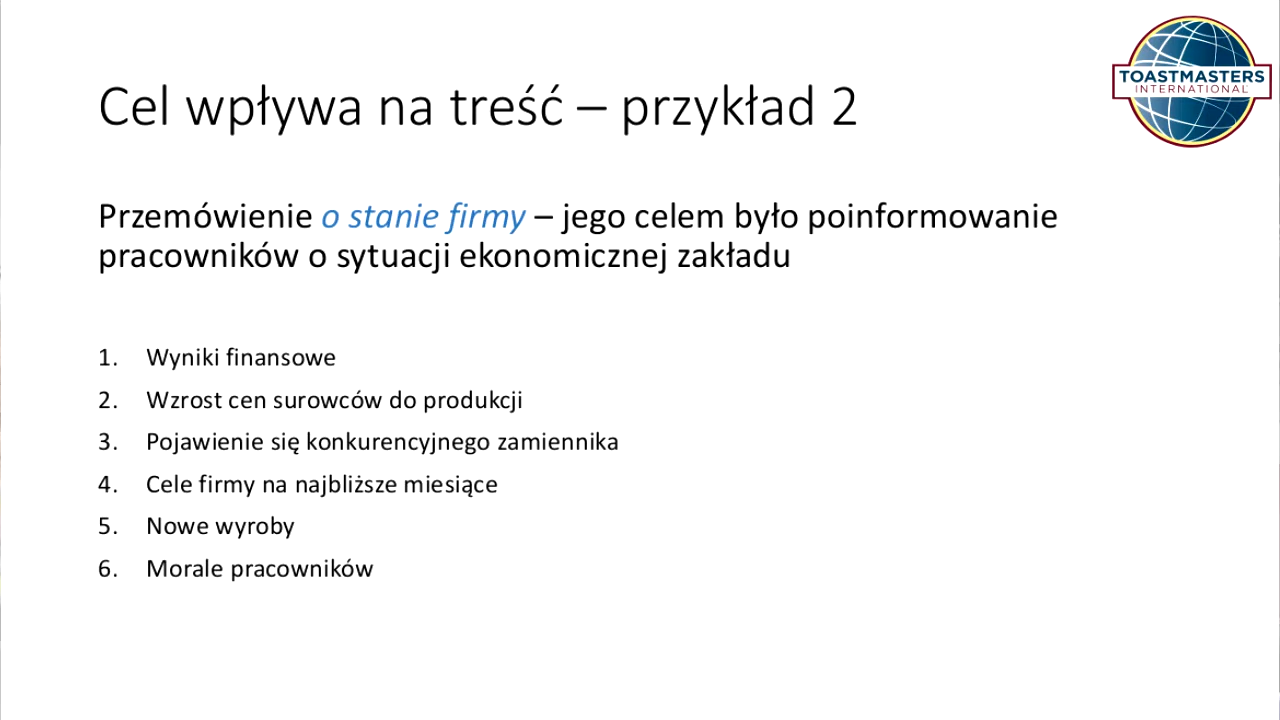 TOASTMASTERS
INTERNATIONAL
Cel wpływa na treść – przykład 2
Przemówienie o stanie firmy – jego celem było poinformowanie
pracowników o sytuacji ekonomicznej zakładu
1. Wyniki finansowe
2. Wzrost cen surowców do produkcji
3. Pojawienie się konkurencyjnego zamiennika
4. Cele firmy na najbliższe miesiące
5. Nowe wyroby
6. Morale pracowników